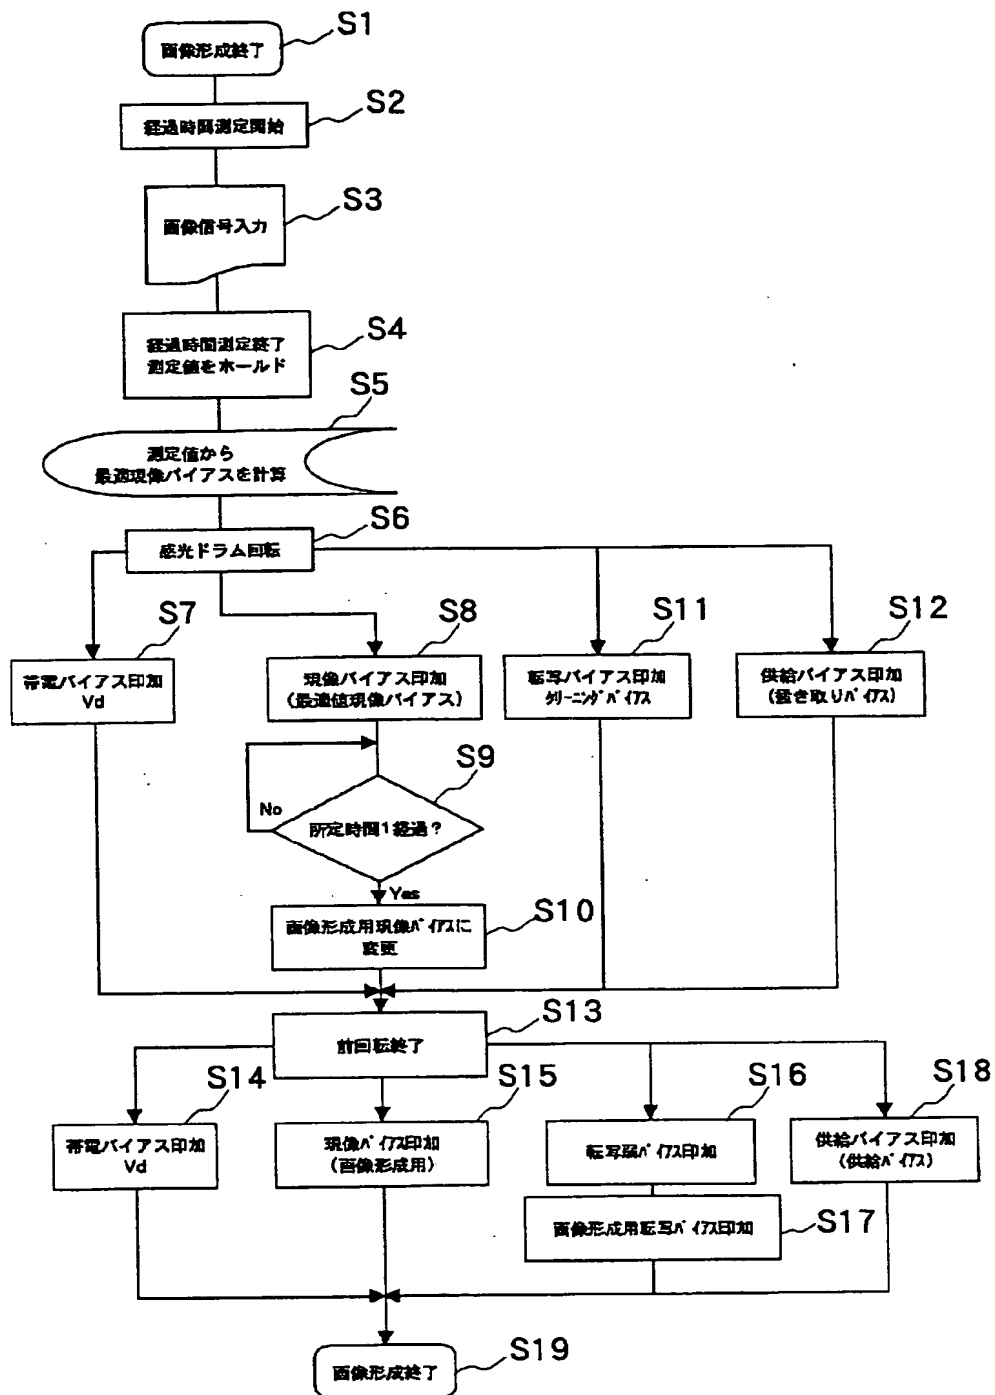 画像形成終了
S1
経過時間測定開始
S2
画像信号入力
S3
経過時間測定終了
測定値をホールド
S4
測定値から
最適現像バイアスを計算
S5
感光ドラム回転
S6
S7
帯電バイアス印加
Vd
S8
現像バイアス印加
(最適値現像バイアス)
S11
転写バイアス印加
クリーニングバイアス
S12
供給バイアス印加
(掻き取りバイアス)
S9
No
所定時間1経過?
Yes
S10
画像形成用現像バイアスに
変更
S13
前回転終了
S14
帯電バイアス印加
Vd
S15
現像バイアス印加
(画像形成用)
S16
転写弱バイアス印加
S18
供給バイアス印加
(供給バイアス)
S17
画像形成用転写バイアス印加
S19
画像形成終了